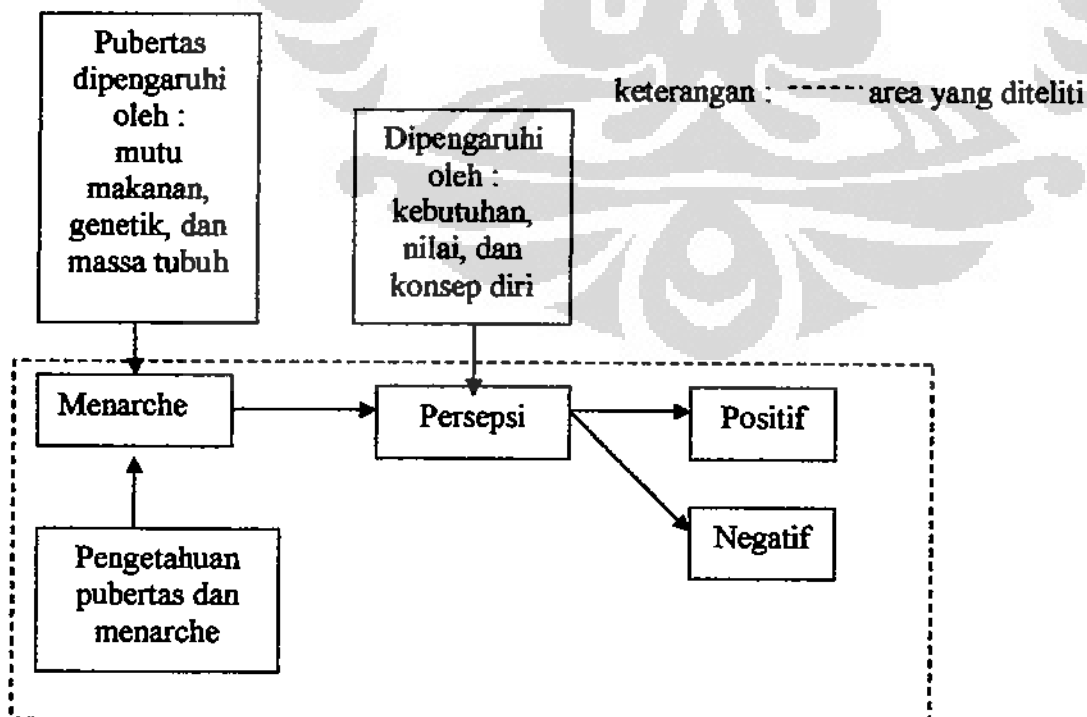 Pubertas
dipengaruhi
oleh :
mutu
makanan,
genetik, dan
massa tubuh
keterangan : ------ area yang diteliti
Dipengaruhi
oleh :
kebutuhan,
nilai, dan
konsep diri
Menarche
Persepsi
Positif
Negatif
Pengetahuan
pubertas dan
menarche